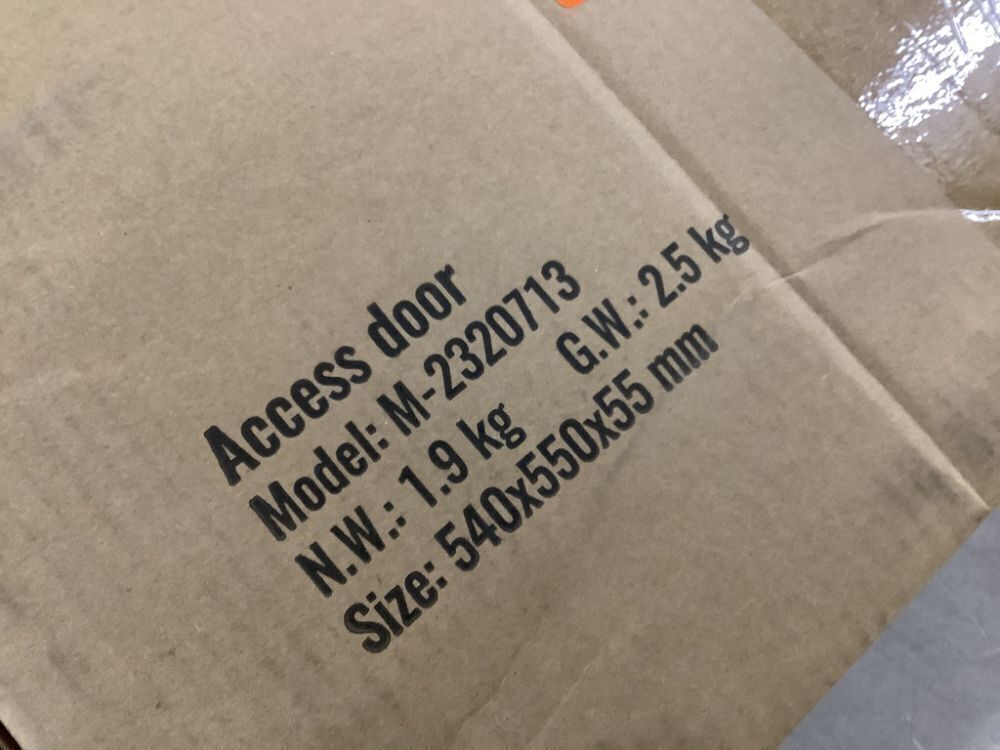 Access door
Model: M-2320713
N.W.: 1.9 kg G.W.: 2.5 kg
Size: 540x550x55 mm